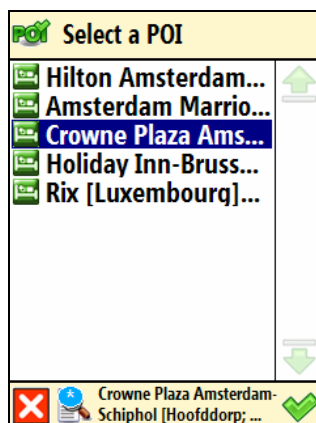 POI Select a POI
Hilton Amsterdam...
Amsterdam Marrio...
Crowne Plaza Ams...
Holiday Inn-Bruss...
Rix [Luxembourg]...
Crowne Plaza Amsterdam-
Schiphol [Hoofddorp; ...